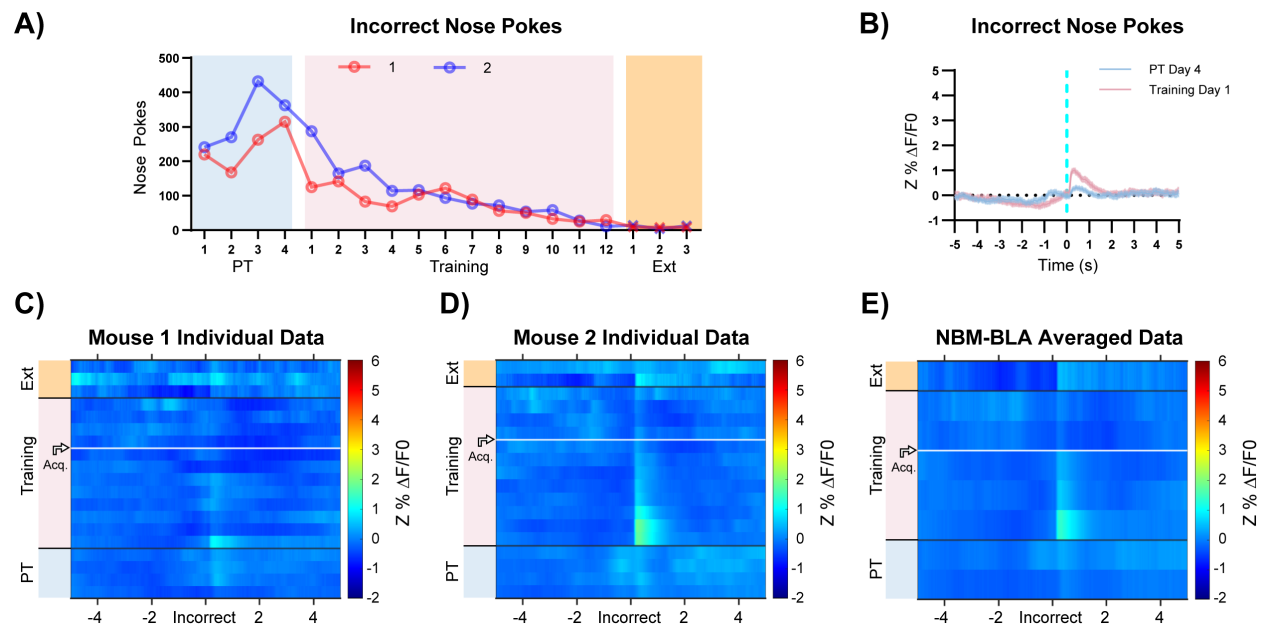 A)
Incorrect Nose Pokes
500
400
300
200
100
0
Nose Pokes
1
2
1 2 3 4 1 2 3 4 5 6 7 8 9 10 11 12 1 2 3
PT Training Ext
B)
Incorrect Nose Pokes
PT Day 4
Training Day 1
5
4
3
2
1
0
-1
Z % ΔF/F0
-5 -4 -3 -2 -1 0 1 2 3 4 5
Time (s)
C)
Mouse 1 Individual Data
Ext
Training
Acq.
PT
-4 -2 Incorrect 2 4
6
5
4
3
2
1
0
-1
-2
Z % ΔF/F0
D)
Mouse 2 Individual Data
Ext
Training
Acq.
PT
-4 -2 Incorrect 2 4
6
5
4
3
2
1
0
-1
-2
Z % ΔF/F0
E)
NBM-BLA Averaged Data
Ext
Training
Acq.
PT
-4 -2 Incorrect 2 4
6
5
4
3
2
1
0
-1
-2
Z % ΔF/F0